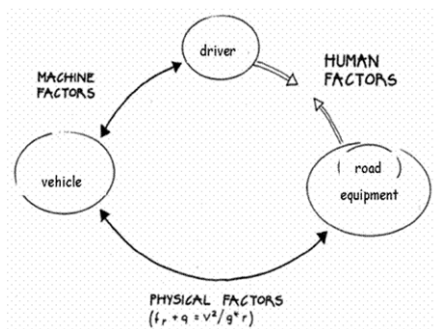 driver
HUMAN
FACTORS
MACHINE
FACTORS
vehicle
( road )
equipment
PHYSICAL FACTORS
(fr + q = v²/g*r)